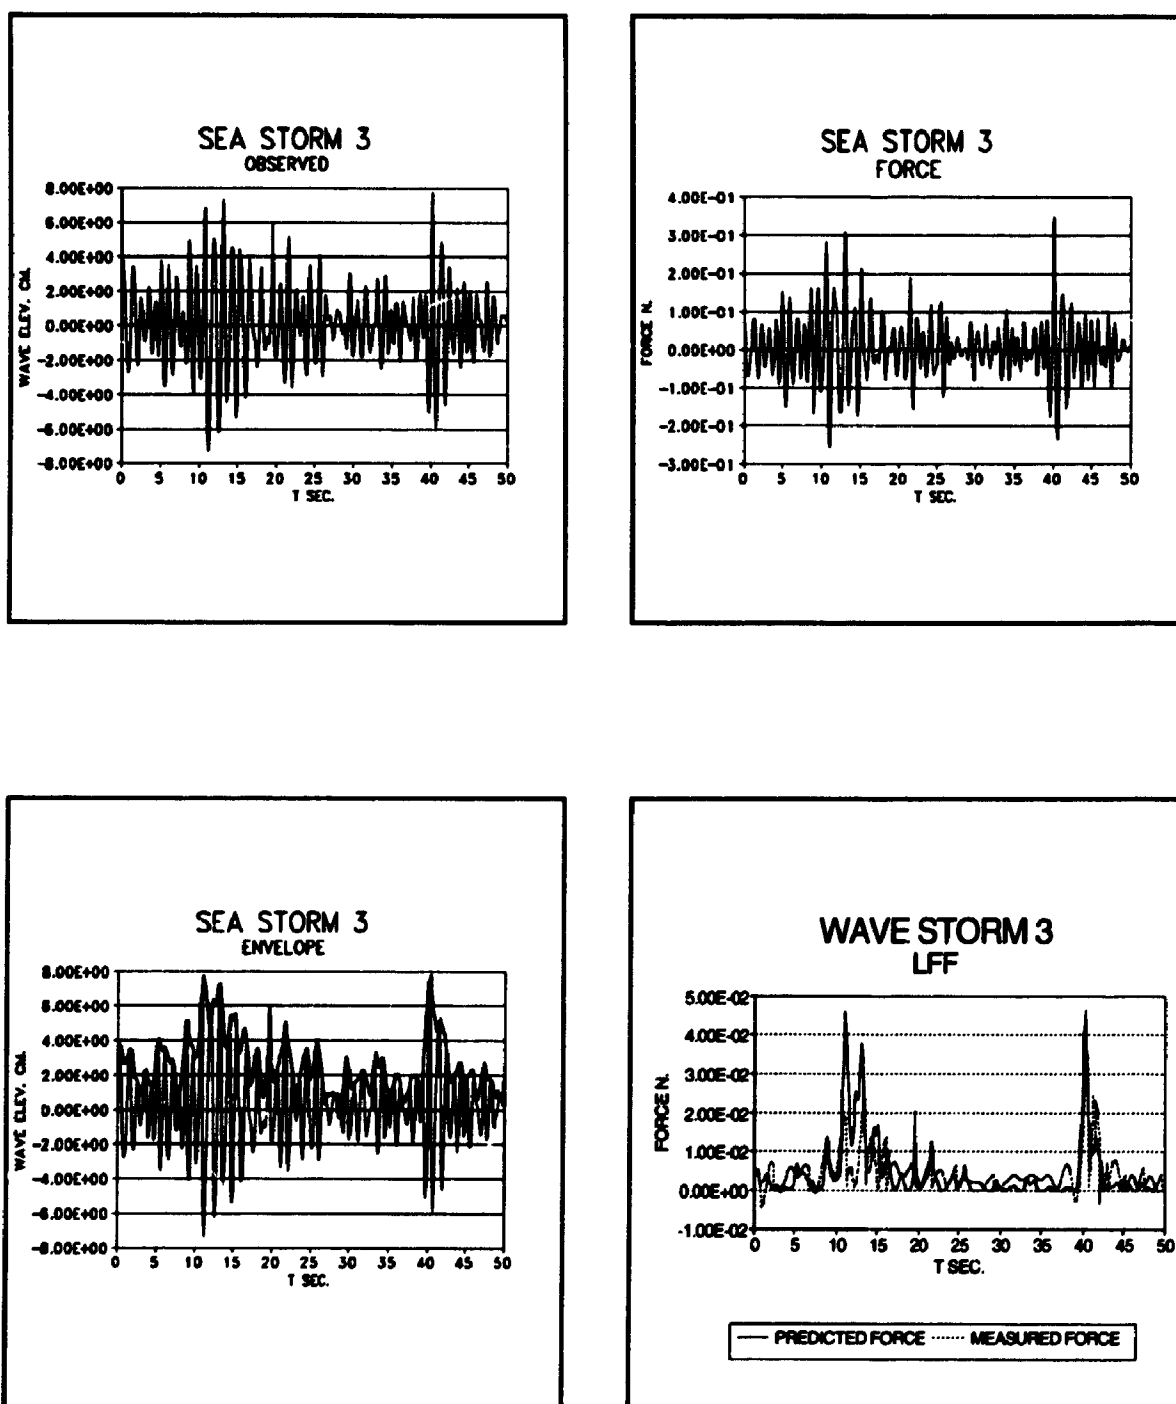 SEA STORM 3
OBSERVED
8.00E+00
6.00E+00
4.00E+00
2.00E+00
0.00E+00
-2.00E+00
-4.00E+00
-6.00E+00
-8.00E+00
WAVE ELEV. CM.
0 5 10 15 20 25 30 35 40 45 50
T SEC.
SEA STORM 3
FORCE
4.00E-01
3.00E-01
2.00E-01
1.00E-01
0.00E+00
-1.00E-01
-2.00E-01
-3.00E-01
FORCE N.
0 5 10 15 20 25 30 35 40 45 50
T SEC.
SEA STORM 3
ENVELOPE
8.00E+00
6.00E+00
4.00E+00
2.00E+00
0.00E+00
-2.00E+00
-4.00E+00
-6.00E+00
-8.00E+00
WAVE ELEV. CM.
0 5 10 15 20 25 30 35 40 45 50
T SEC.
WAVE STORM 3
LFF
5.00E-02
4.00E-02
3.00E-02
2.00E-02
1.00E-02
0.00E+00
-1.00E-02
FORCE N.
0 5 10 15 20 25 30 35 40 45 50
T SEC.
PREDICTED FORCE MEASURED FORCE